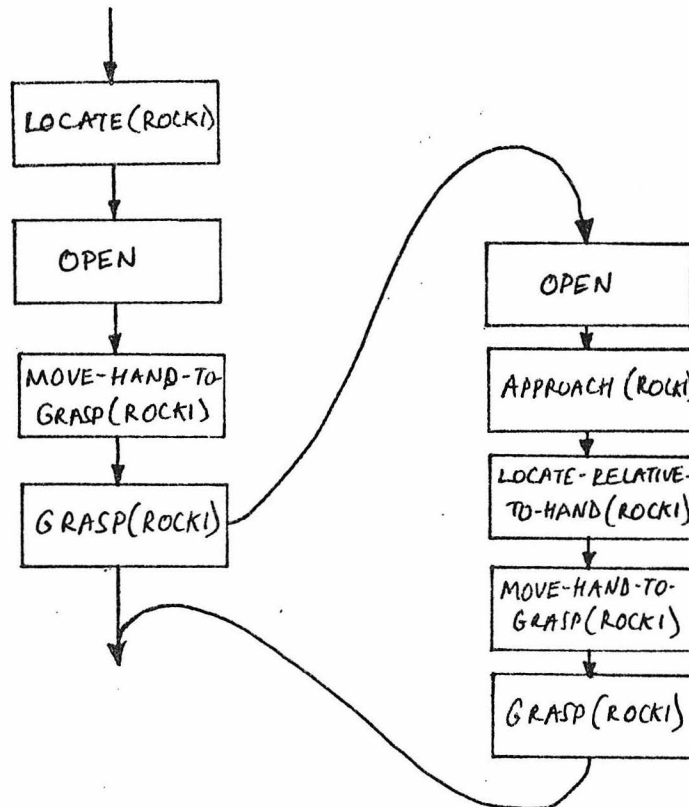 LOCATE(ROCK1)
OPEN
MOVE-HAND-TO-
GRASP(ROCK1)
GRASP(ROCK1)
OPEN
APPROACH(ROCK1)
LOCATE-RELATIVE-
TO-HAND(ROCK1)
MOVE-HAND-TO-
GRASP(ROCK1)
GRASP(ROCK1)